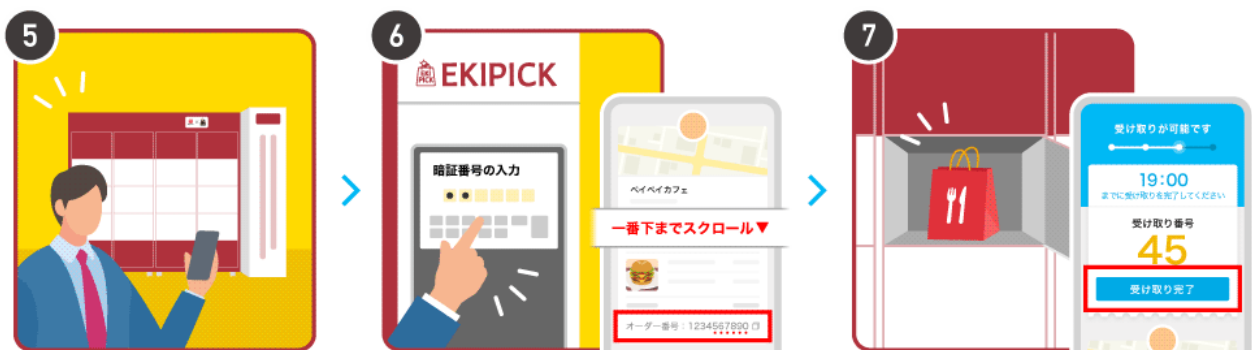 5
6
EKI
PICK
EKIPICK
暗証番号の入力
ペイペイカフェ
一番下までスクロール▼
オーダー番号：1234567890
7
受け取りが可能です
19:00
までに受け取りを完了してください
受け取り番号
45
受け取り完了